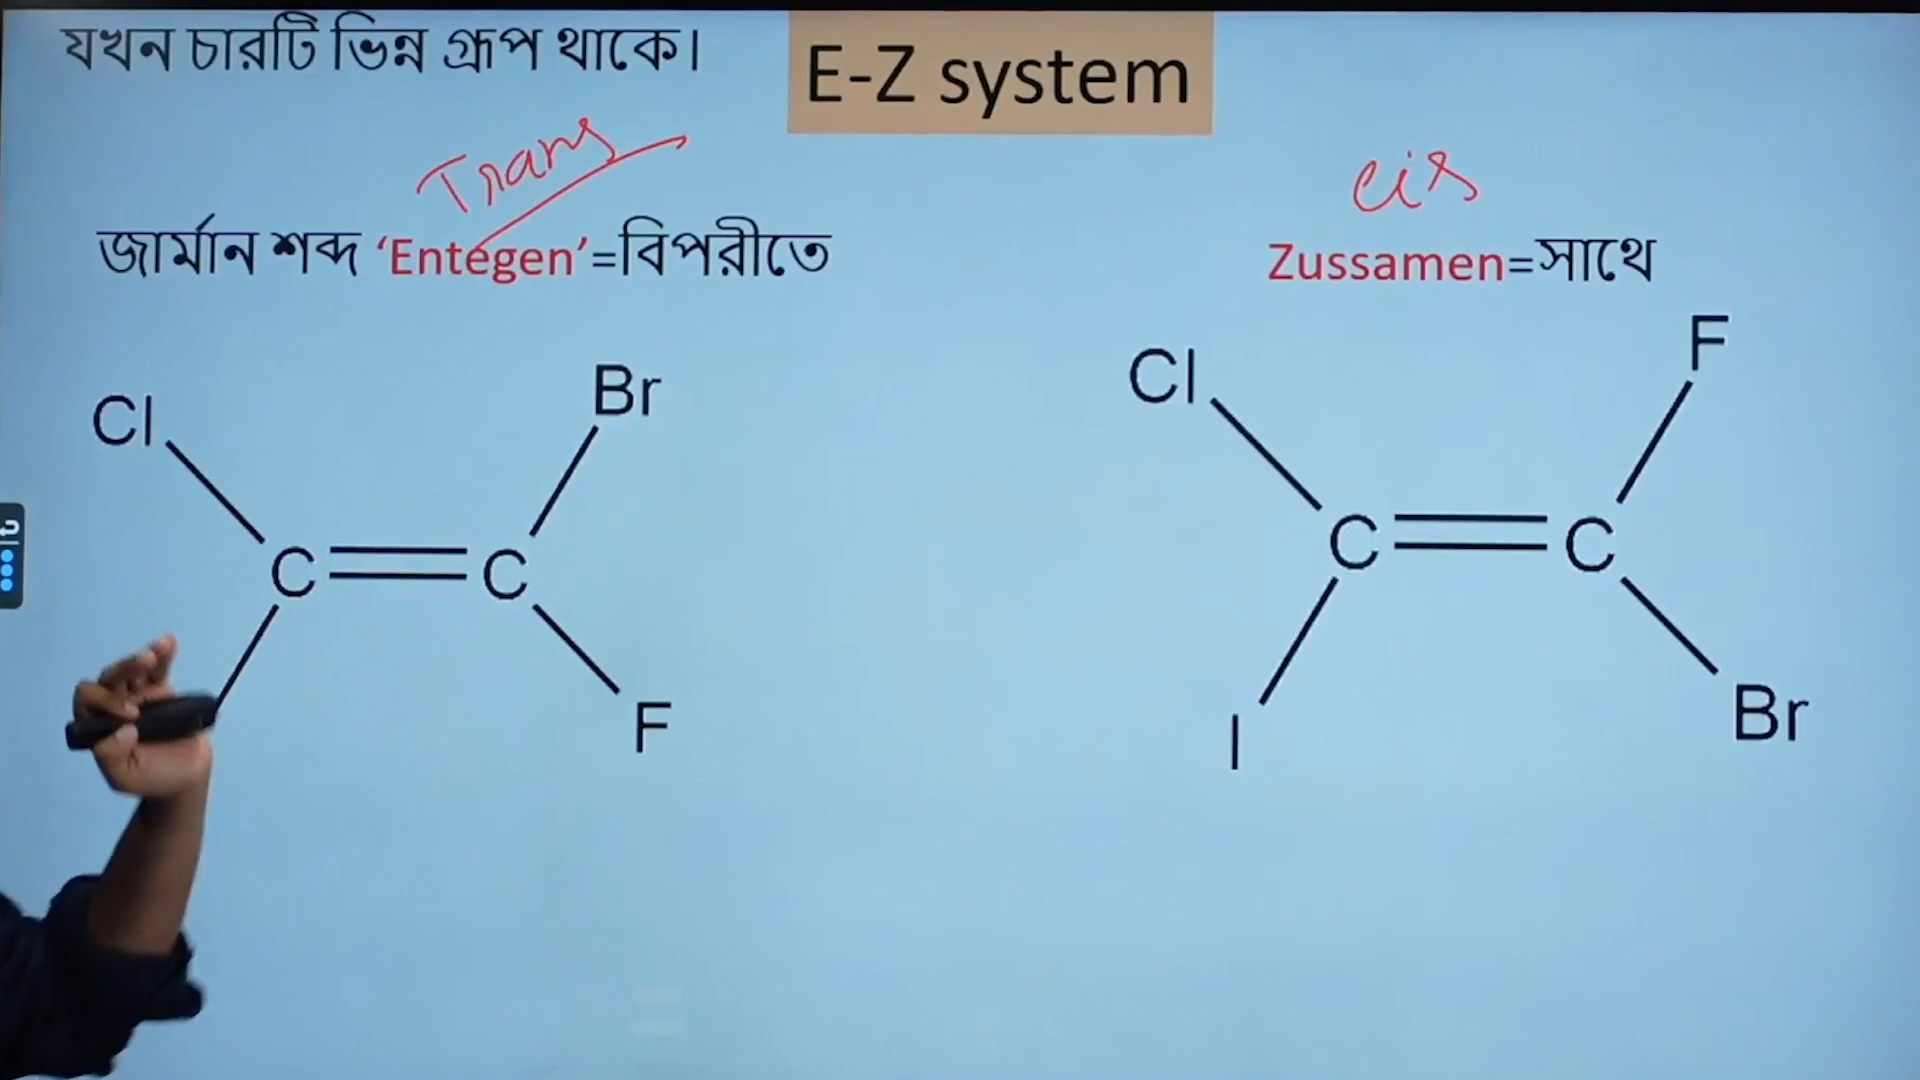 যখন চারটি ভিন্ন গ্রূপ থাকে।
E-Z system
Trans
cis
জার্মান শব্দ ‘Entegen’=বিপরীতে
Zussamen=সাথে
Cl Br
C C
F
Cl F
C C
I Br